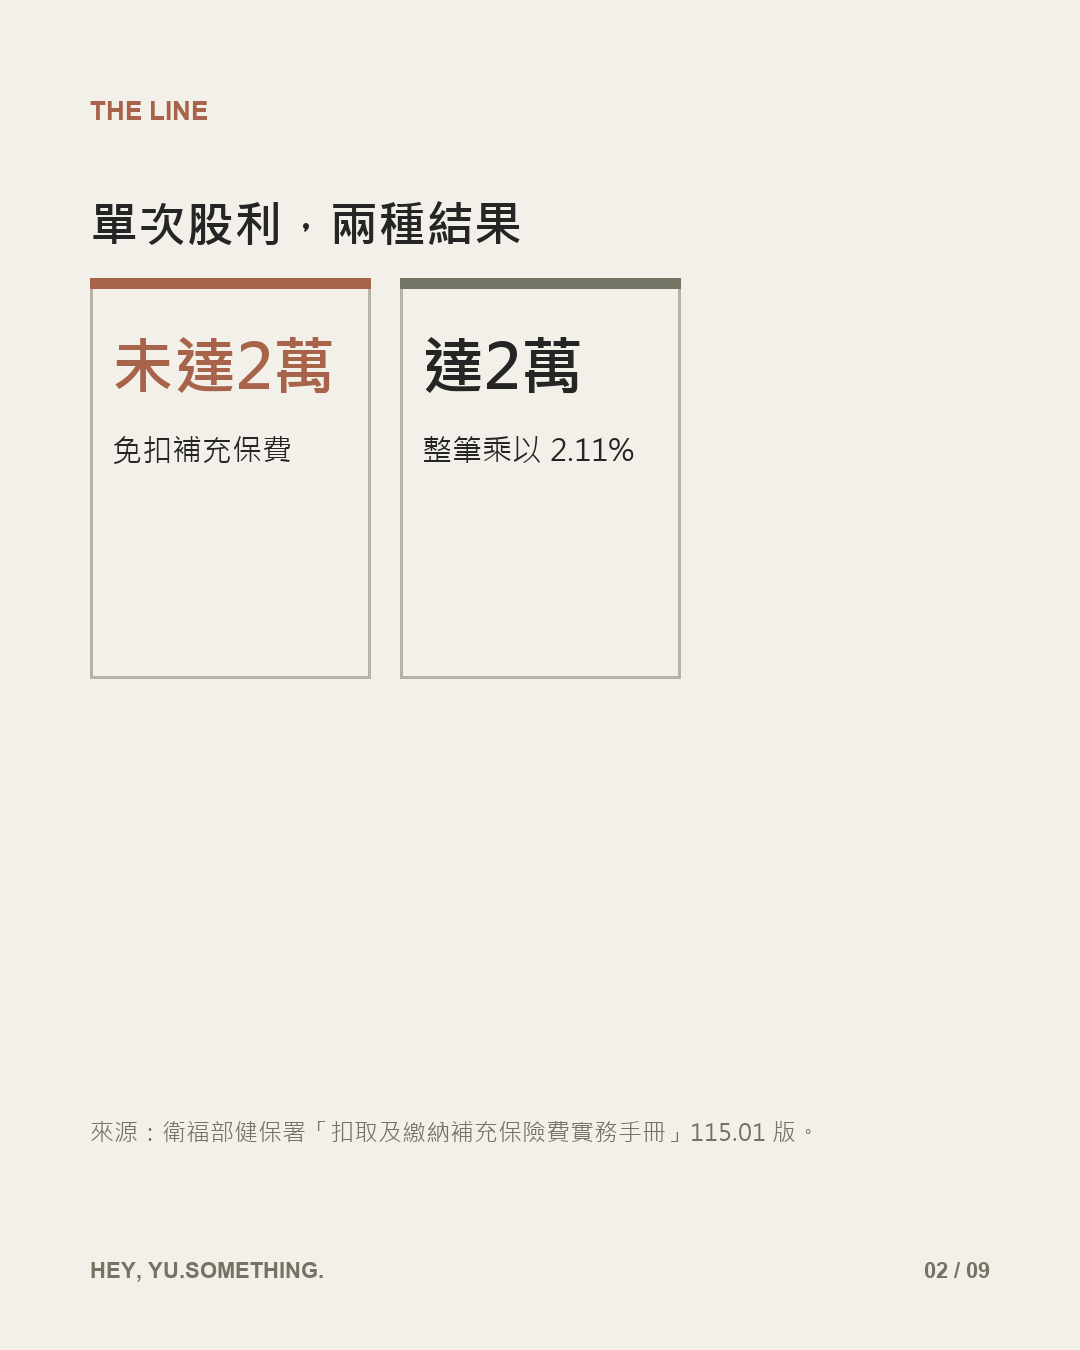 THE LINE
單次股利，兩種結果
未達2萬
免扣補充保費
達2萬
整筆乘以 2.11%
來源：衛福部健保署「扣取及繳納補充保險費實務手冊」115.01 版。
HEY, YU.SOMETHING.
02 / 09